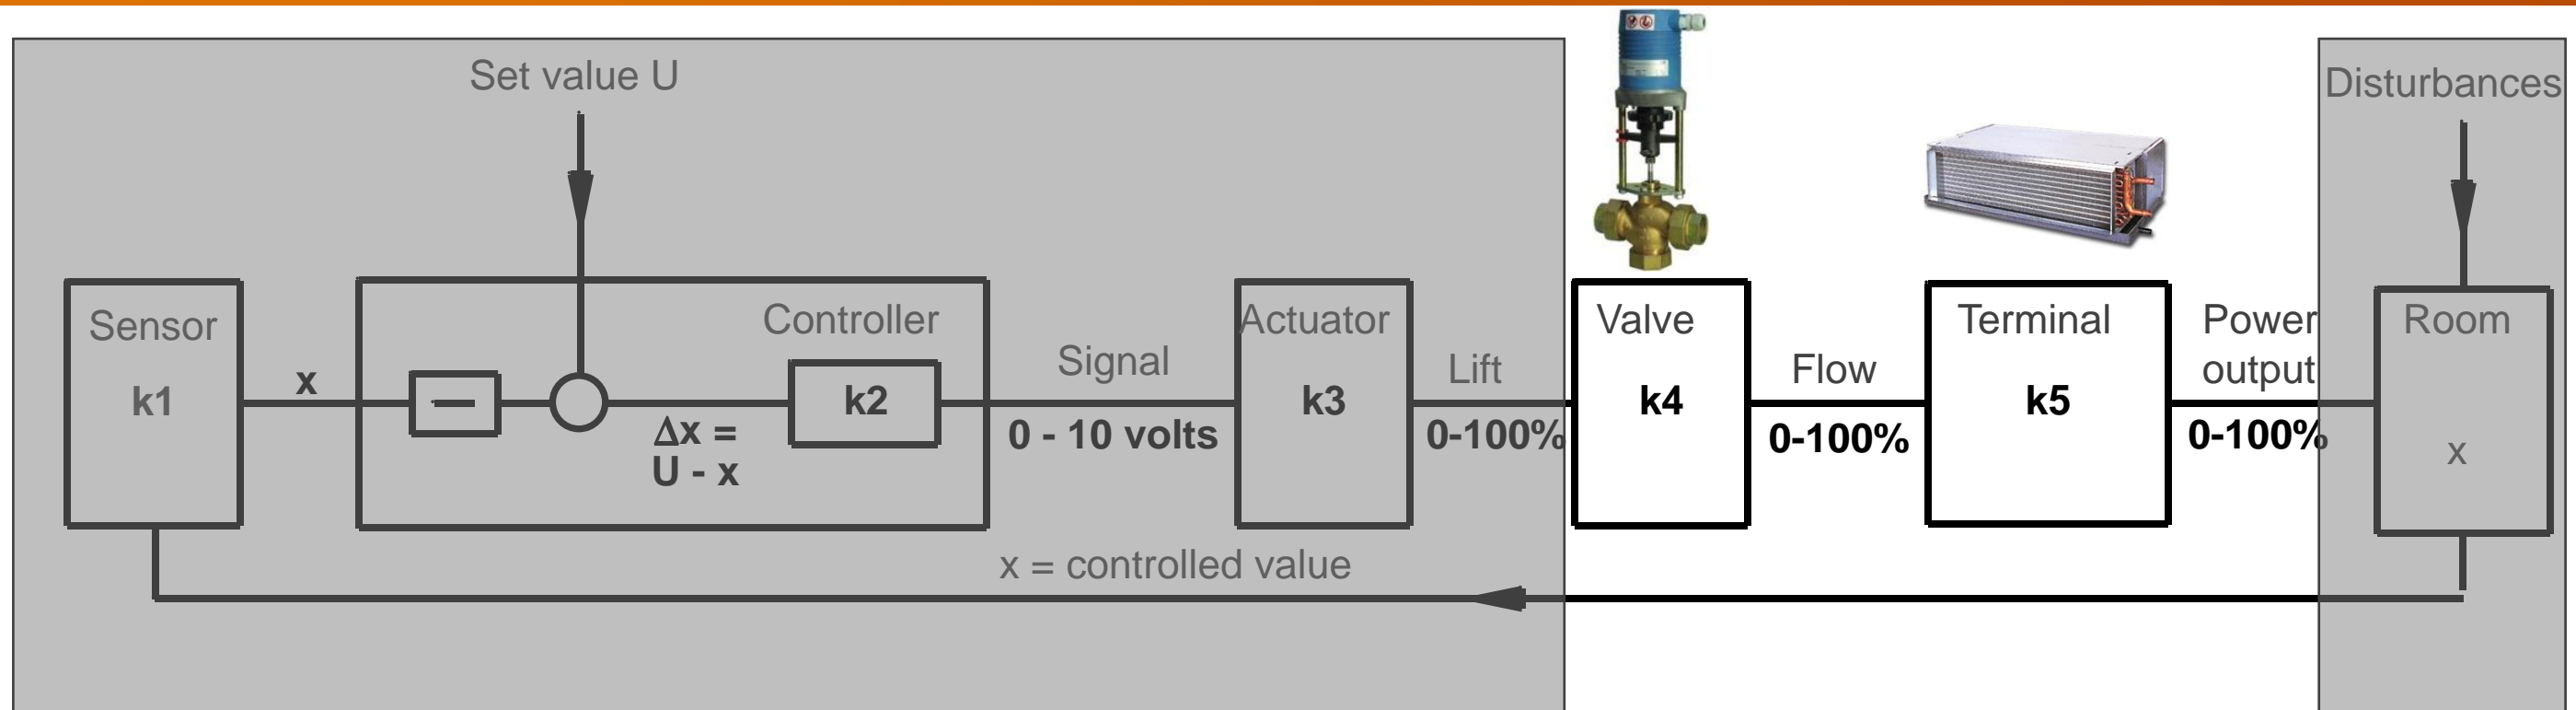 Set value U
Disturbances
Sensor
k1
x
Controller
k2
Δx =
U - x
Signal
0 - 10 volts
Actuator
k3
Lift
0-100%
Valve
k4
Flow
0-100%
Terminal
k5
Power
output
0-100%
Room
x
x = controlled value